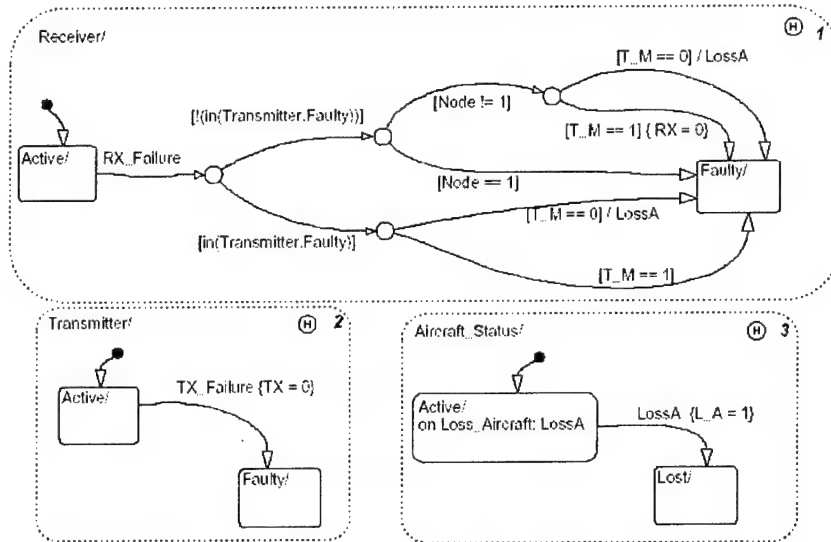 Receiver/
H 1
[T_M == 0] / LossA
[Node != 1]
[!(in(Transmitter.Faulty))]
[T_M == 1] { RX = 0}
Active/
RX_Failure
Faulty/
[Node == 1]
[T_M == 0] / LossA
[in(Transmitter.Faulty)]
[T_M == 1]
Transmitter/
H 2
Active/
TX_Failure {TX = 0}
Faulty/
Aircraft_Status/
H 3
Active/
on Loss_Aircraft: LossA
LossA {L_A = 1}
Lost/